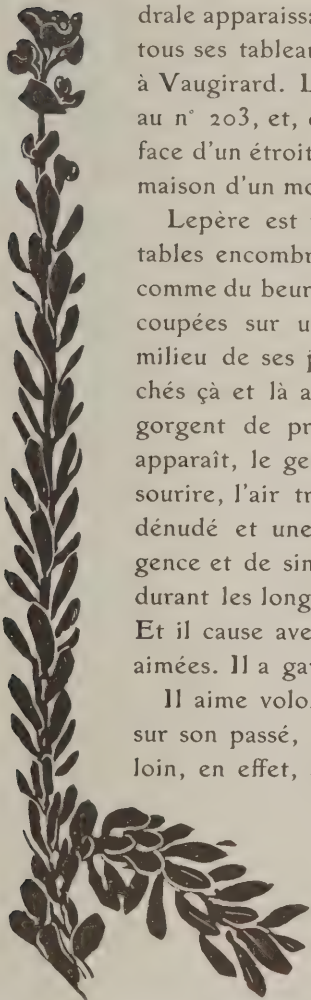 drale apparaissa
tous ses tableau
à Vaugirard. L
au n° 203, et,
face d'un étroit
maison d'un mo
Lepère est
tables encombr
comme du beur
coupées sur u
milieu de ses j
chés çà et là a
gorgent de pr
apparaît, le ge
sourire, l'air tr
dénudé et une
gence et de sin
durant les long
Et il cause ave
aimées. Il a ga
Il aime volo
sur son passé,
loin, en effet,